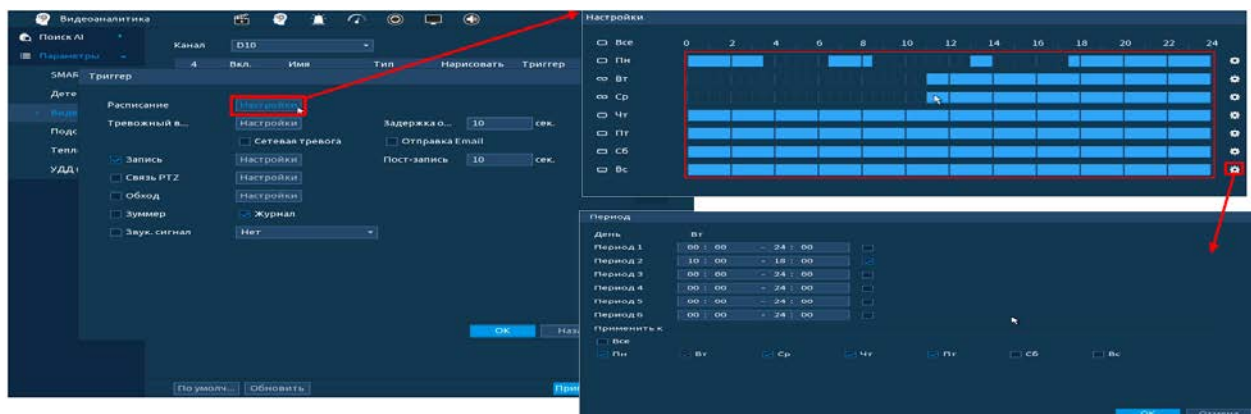 Видеоаналитика
Поиск AI
Параметры
Канал D10
4 Вкл. Имя Тип Нарисовать Триггер
SMAR
Дете
Виде
Подс
Тепл
УДД
Триггер
Расписание Настройки
Тревожный в... Настройки Задержка о... 10 сек.
Сетевая тревога Отправка Email
Запись Настройки Пост-запись 10 сек.
Связь PTZ Настройки
Обход Настройки
Зуммер Журнал
Звук. сигнал Нет
OK Наза
По умолч... Обновить При
Настройки
Все 0 2 4 6 8 10 12 14 16 18 20 22 24
Пн
Вт
Ср
Чт
Пт
Сб
Вс
Период
День Вт
Период 1 00 : 00 - 24 : 00
Период 2 10 : 00 - 18 : 00
Период 3 00 : 00 - 24 : 00
Период 4 00 : 00 - 24 : 00
Период 5 00 : 00 - 24 : 00
Период 6 00 : 00 - 24 : 00
Применить к
Все
Пн Вт Ср Чт Пт Сб Вс
OK Отмена